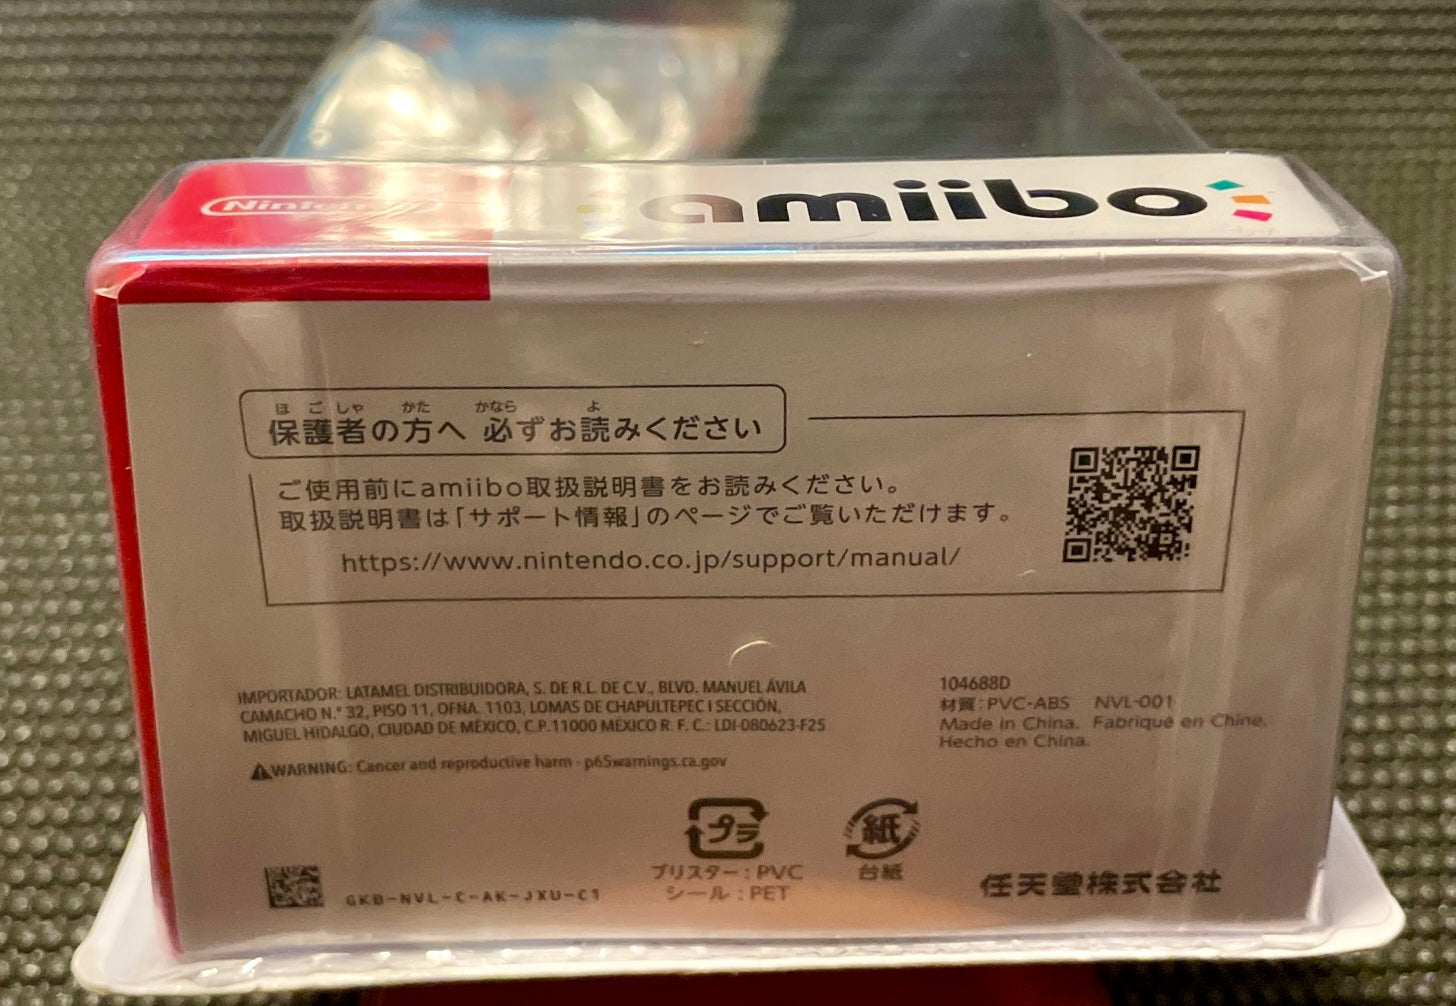 Nintendo
amiibo
ほごしゃ かた かなら よ
保護者の方へ 必ずお読みください
ご使用前にamiibo取扱説明書をお読みください。
取扱説明書は「サポート情報」のページでご覧いただけます。
https://www.nintendo.co.jp/support/manual/
IMPORTADOR: LATAMEL DISTRIBUIDORA, S. DE R.L. DE C.V., BLVD. MANUEL ÁVILA
CAMACHO N.° 32, PISO 11, OFNA. 1103, LOMAS DE CHAPULTEPEC I SECCIÓN,
MIGUEL HIDALGO, CIUDAD DE MÉXICO, C.P. 11000 MÉXICO R. F. C.: LDI-080623-F25
⚠WARNING: Cancer and reproductive harm - p65warnings.ca.gov
104688D
材質:PVC・ABS NVL-001
Made in China. Fabriqué en Chine.
Hecho en China.
プラ
ブリスター:PVC
シール:PET
紙
台紙
GKB-NVL-C-AK-JXU-C1
任天堂株式会社